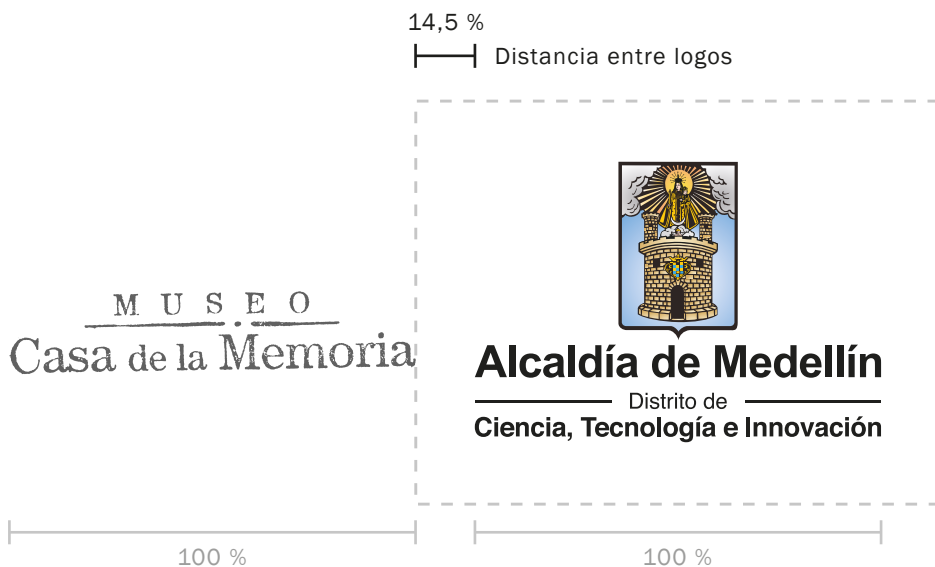 14,5 %
Distancia entre logos
MUSEO
Casa de la Memoria
Alcaldía de Medellín
Distrito de
Ciencia, Tecnología e Innovación
100 %
100 %